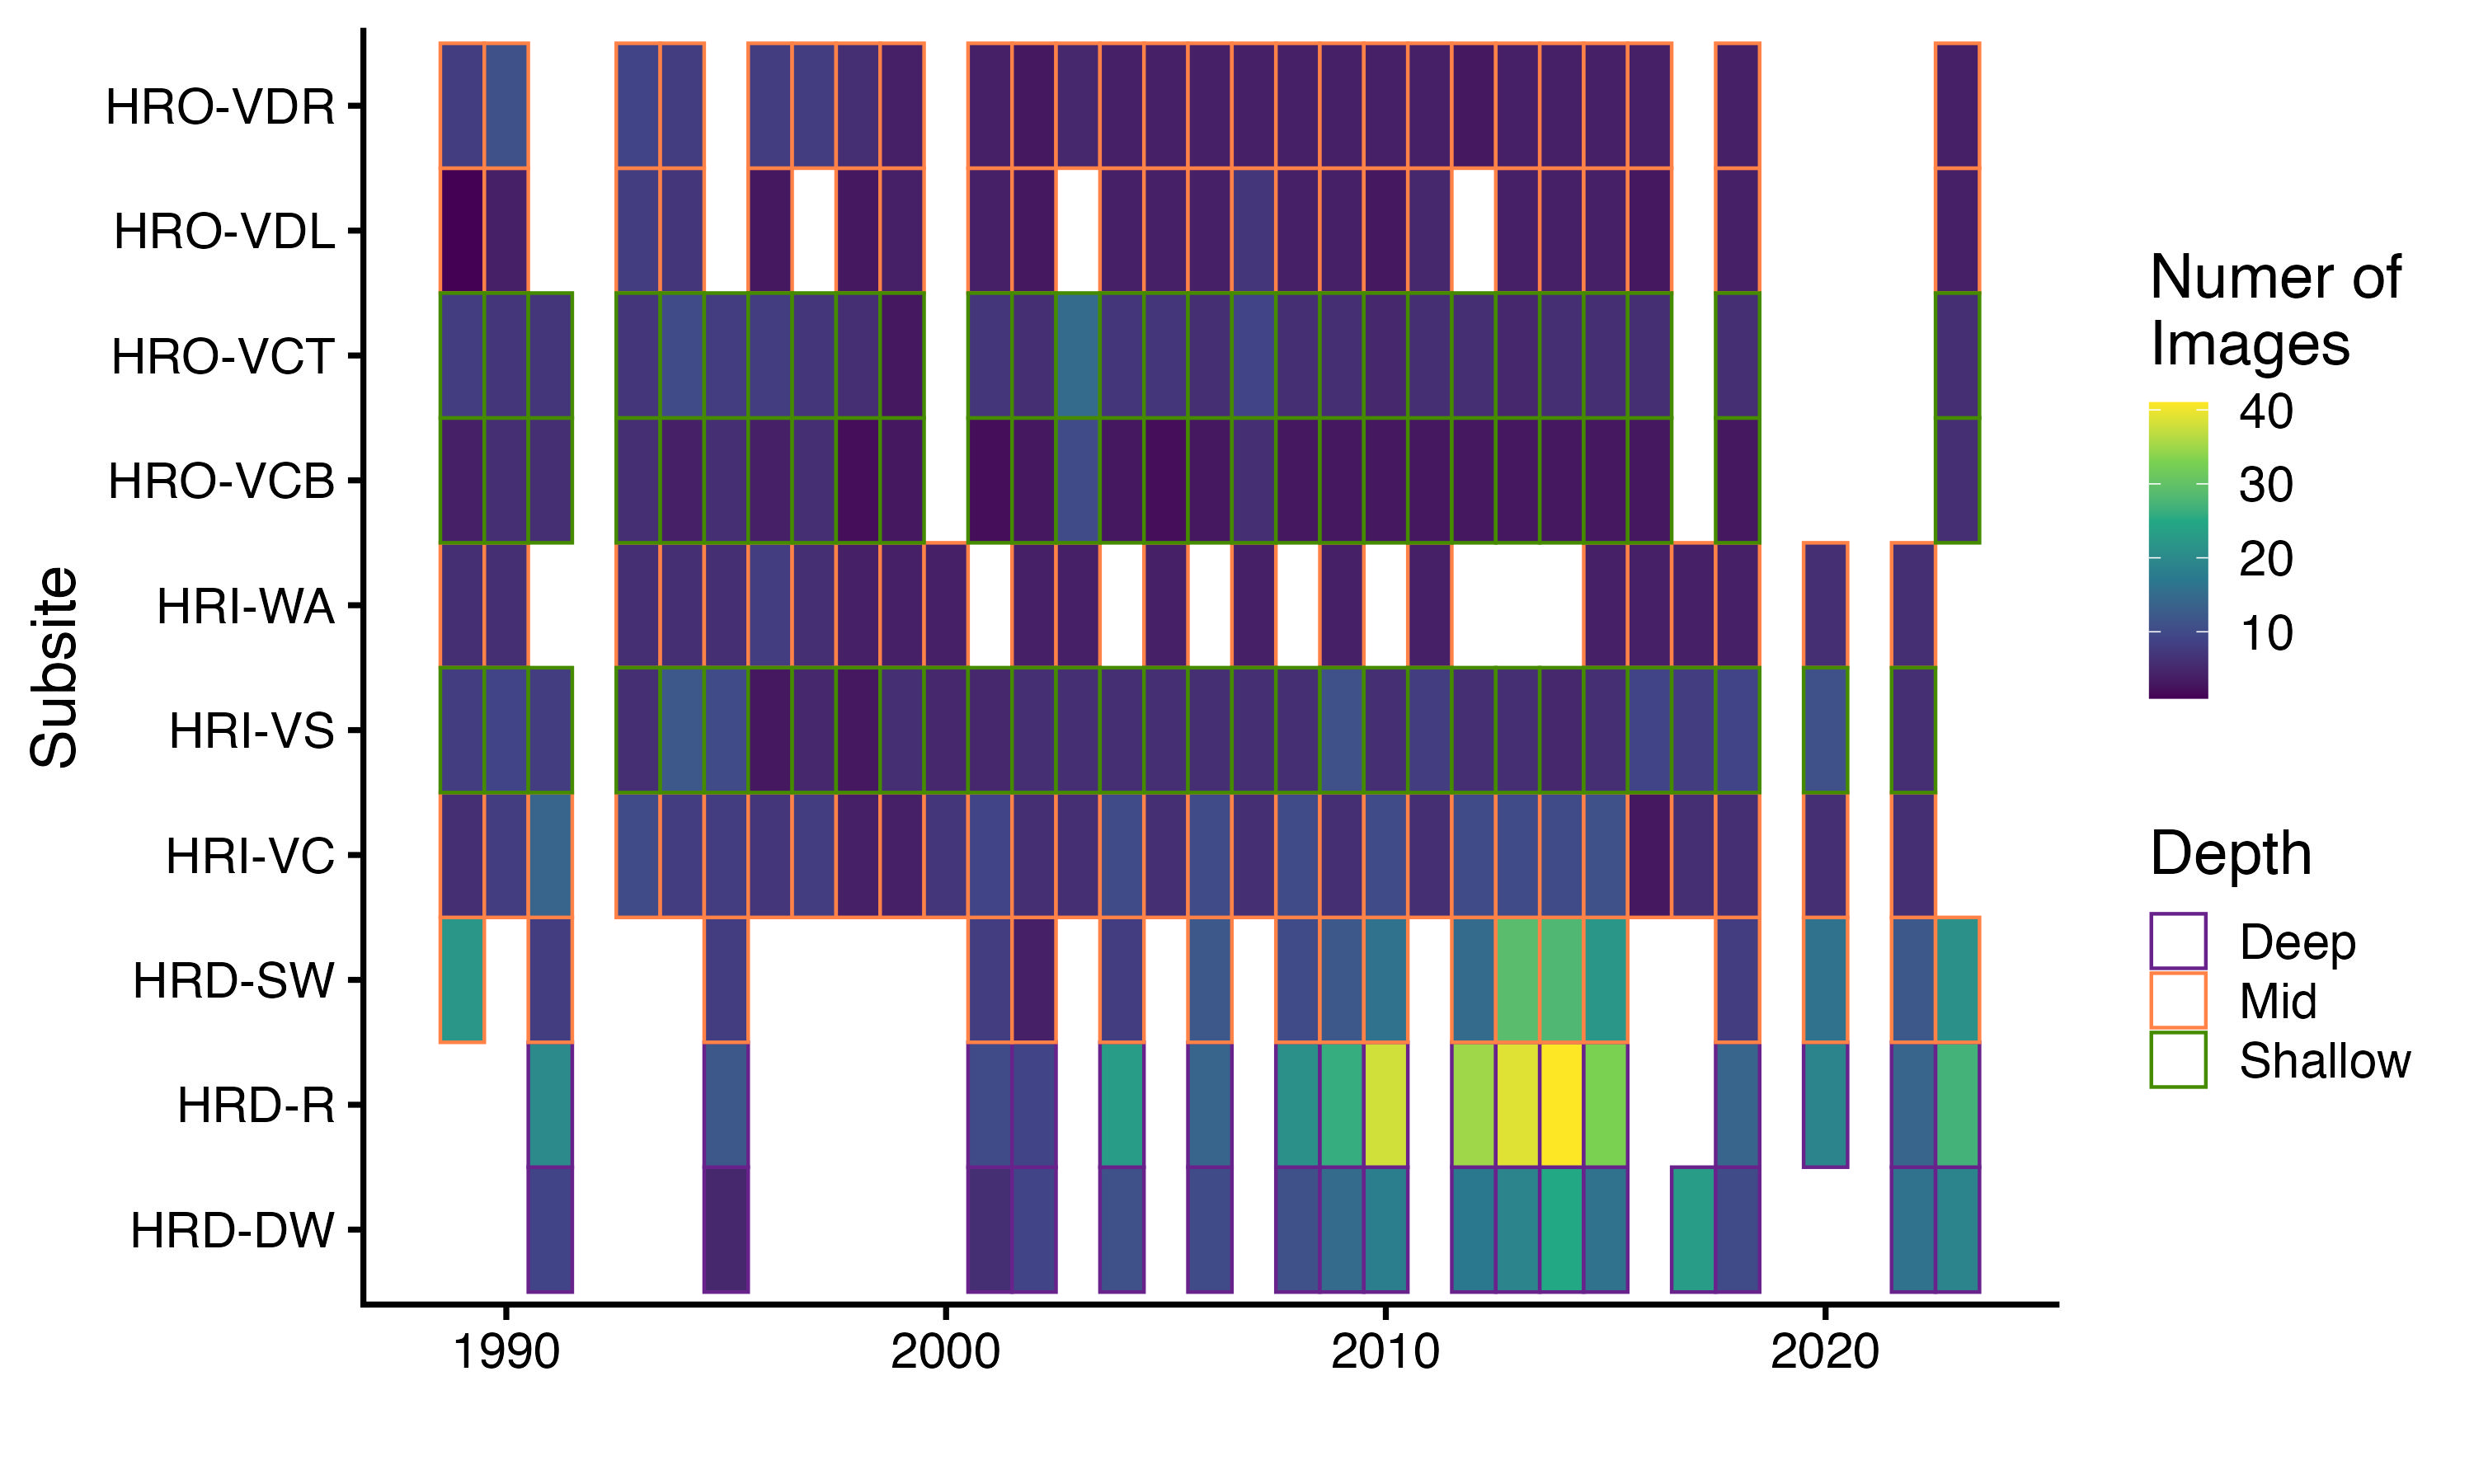 HRO-VDR
HRO-VDL
HRO-VCT
HRO-VCB
HRI-WA
HRI-VS
HRI-VC
HRD-SW
HRD-R
HRD-DW
Subsite
1990
2000
2010
2020
Numer of
Images
40
30
20
10
Depth
Deep
Mid
Shallow